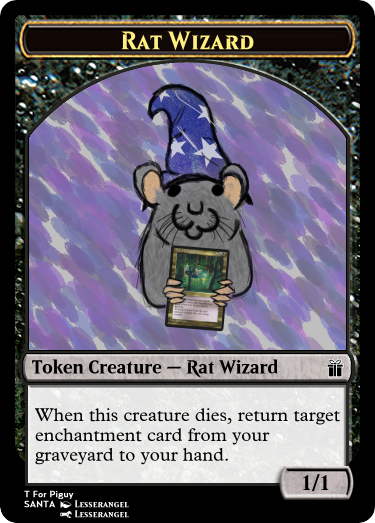 Rat Wizard
Token Creature — Rat Wizard
When this creature dies, return target
enchantment card from your
graveyard to your hand.
1/1
T For Piguy
SANTA Lesserangel
Lesserangel